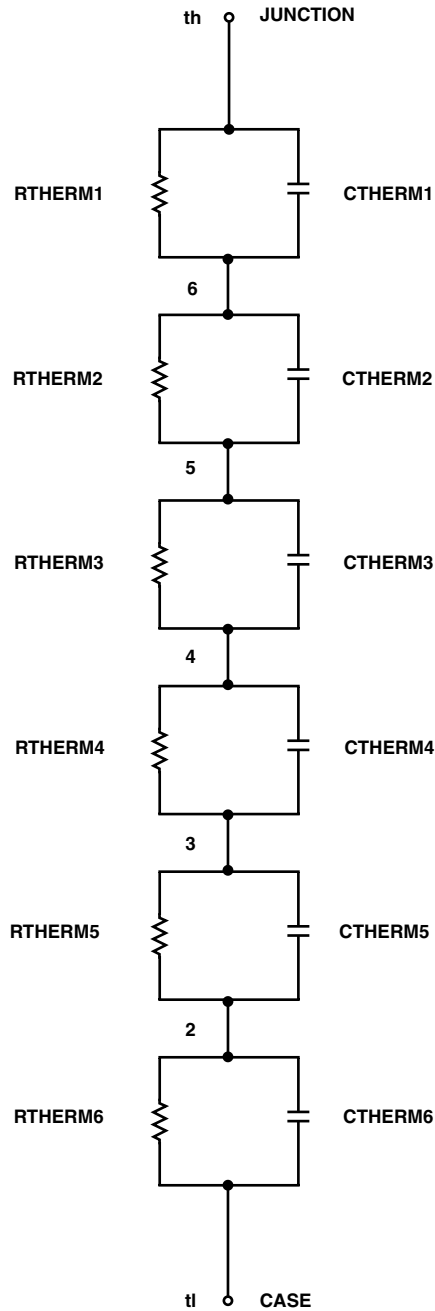 th JUNCTION
RTHERM1 CTHERM1
6
RTHERM2 CTHERM2
5
RTHERM3 CTHERM3
4
RTHERM4 CTHERM4
3
RTHERM5 CTHERM5
2
RTHERM6 CTHERM6
tl CASE